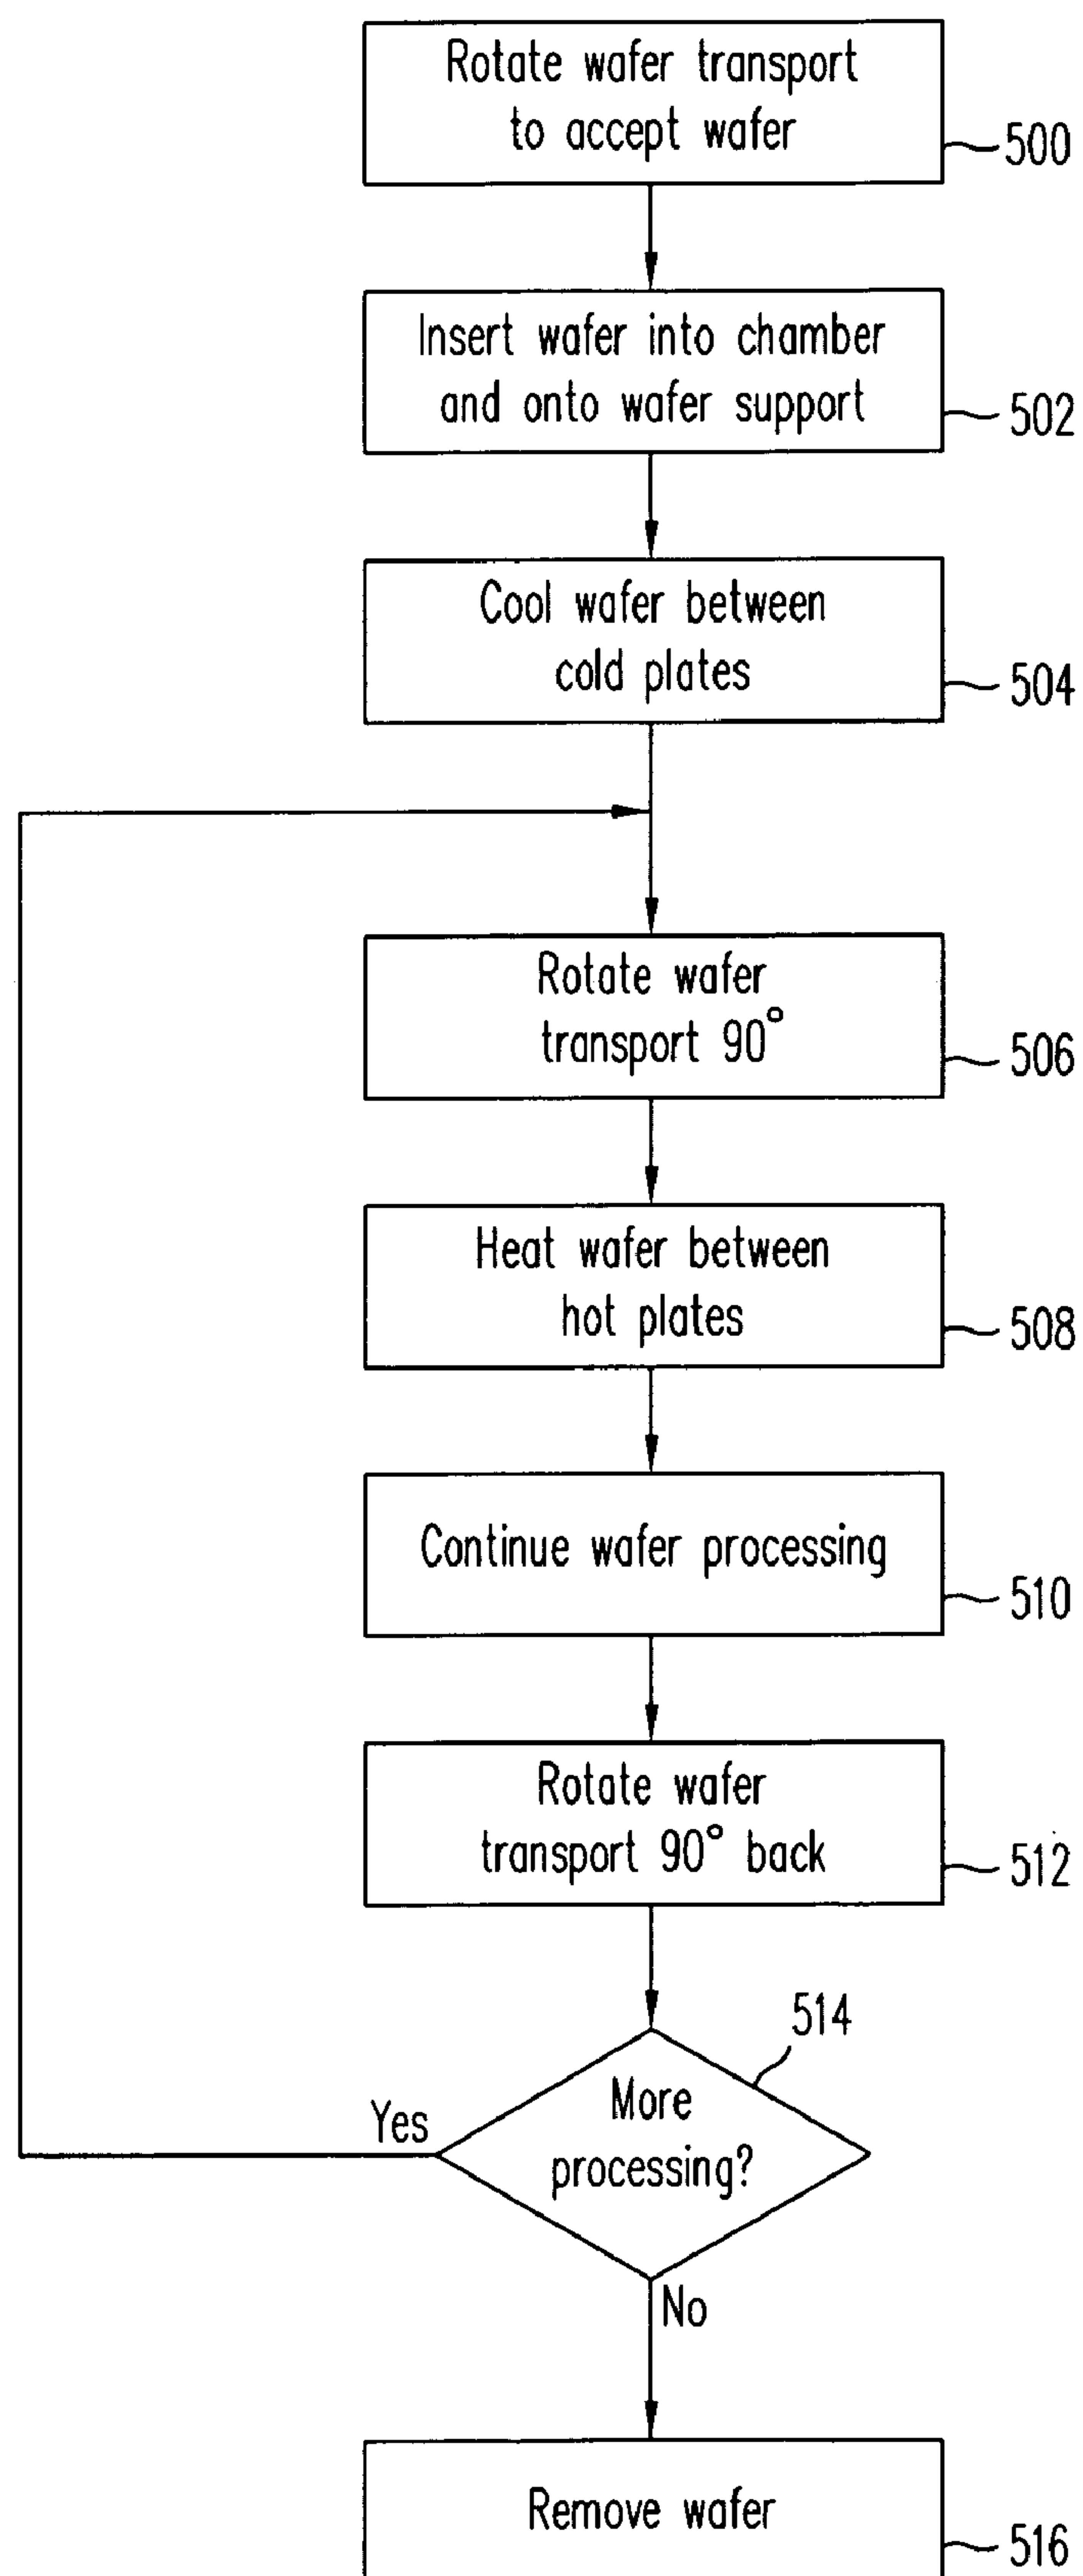 Rotate wafer transport
to accept wafer
500
Insert wafer into chamber
and onto wafer support
502
Cool wafer between
cold plates
504
Rotate wafer
transport 90°
506
Heat wafer between
hot plates
508
Continue wafer processing
510
Rotate wafer
transport 90° back
512
514
More
processing?
Yes
No
Remove wafer
516